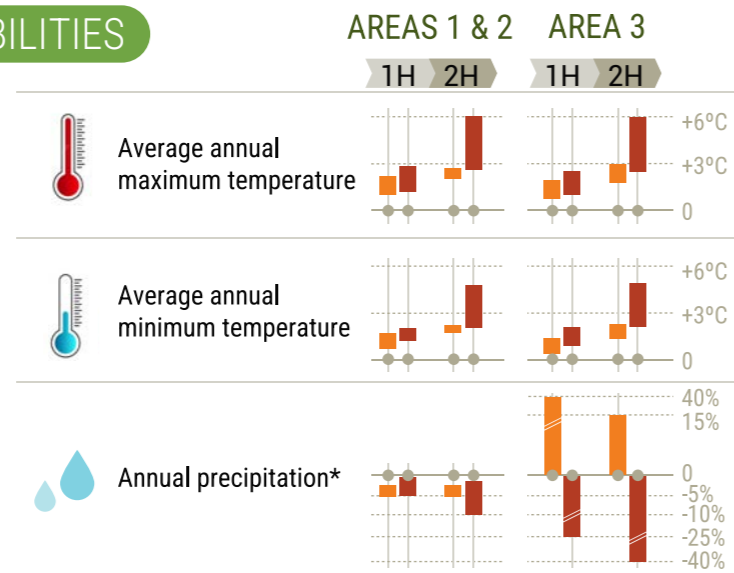 BILITIES
AREAS 1 & 2
AREA 3
1H 2H
1H 2H
Average annual
maximum temperature
+6ºC
+3ºC
0
Average annual
minimum temperature
+6ºC
+3ºC
0
Annual precipitation*
40%
15%
0
-5%
-10%
-25%
-40%